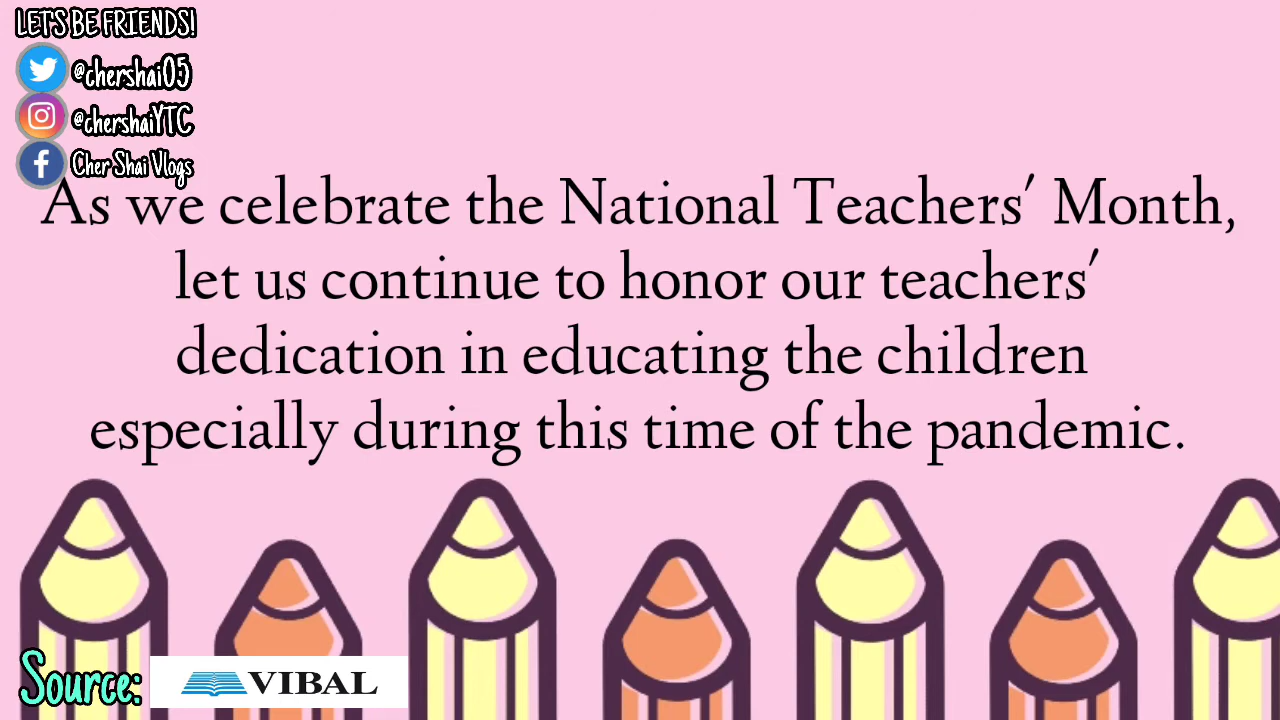 LET'S BE FRIENDS!
@chershai05
@chershaiYTC
Cher Shai Vlogs
As we celebrate the National Teachers' Month,
let us continue to honor our teachers'
dedication in educating the children
especially during this time of the pandemic.
Source: VIBAL